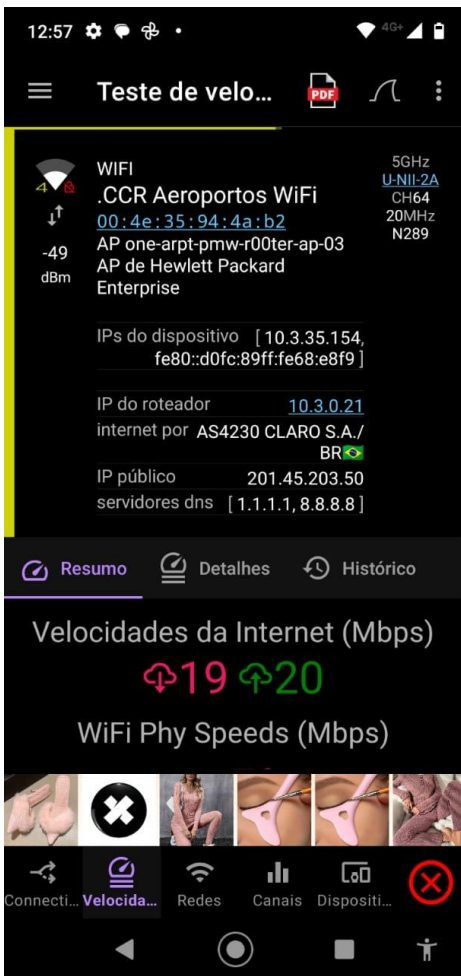 12:57
4G+
Teste de velo...
PDF
WIFI
.CCR Aeroportos WiFi
00:4e:35:94:4a:b2
AP one-arpt-pmw-r00ter-ap-03
AP de Hewlett Packard
Enterprise
5GHz
U-NII-2A
CH64
20MHz
N289
4
-49
dBm
IPs do dispositivo [ 10.3.35.154,
fe80::d0fc:89ff:fe68:e8f9 ]
IP do roteador 10.3.0.21
internet por AS4230 CLARO S.A./
BR
IP público 201.45.203.50
servidores dns [ 1.1.1.1, 8.8.8.8 ]
Resumo Detalhes Histórico
Velocidades da Internet (Mbps)
19 20
WiFi Phy Speeds (Mbps)
Connecti... Velocida... Redes Canais Dispositi...